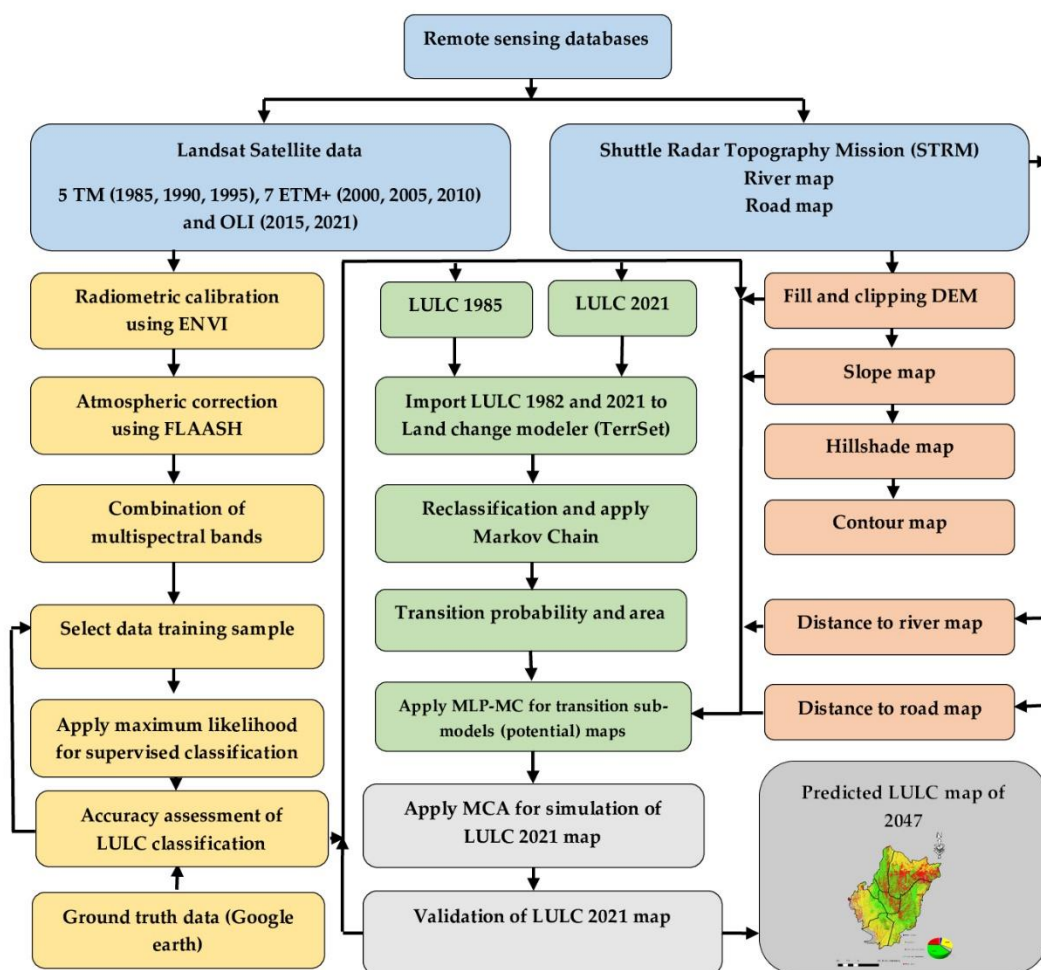 Remote sensing databases
Landsat Satellite data
5 TM (1985, 1990, 1995), 7 ETM+ (2000, 2005, 2010)
and OLI (2015, 2021)
Shuttle Radar Topography Mission (STRM)
River map
Road map
Radiometric calibration
using ENVI
Atmospheric correction
using FLAASH
Combination of
multispectral bands
Select data training sample
Apply maximum likelihood
for supervised classification
Accuracy assessment of
LULC classification
Ground truth data (Google
earth)
LULC 1985
LULC 2021
Import LULC 1982 and 2021 to
Land change modeler (TerrSet)
Reclassification and apply
Markov Chain
Transition probability and area
Apply MLP-MC for transition sub-
models (potential) maps
Apply MCA for simulation of
LULC 2021 map
Validation of LULC 2021 map
Fill and clipping DEM
Slope map
Hillshade map
Contour map
Distance to river map
Distance to road map
Predicted LULC map of
2047